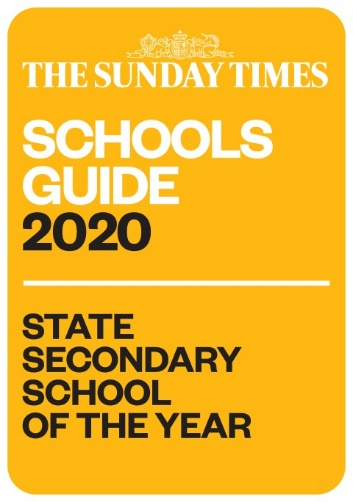 THE SUNDAY TIMES
SCHOOLS
GUIDE
2020
STATE
SECONDARY
SCHOOL
OF THE YEAR